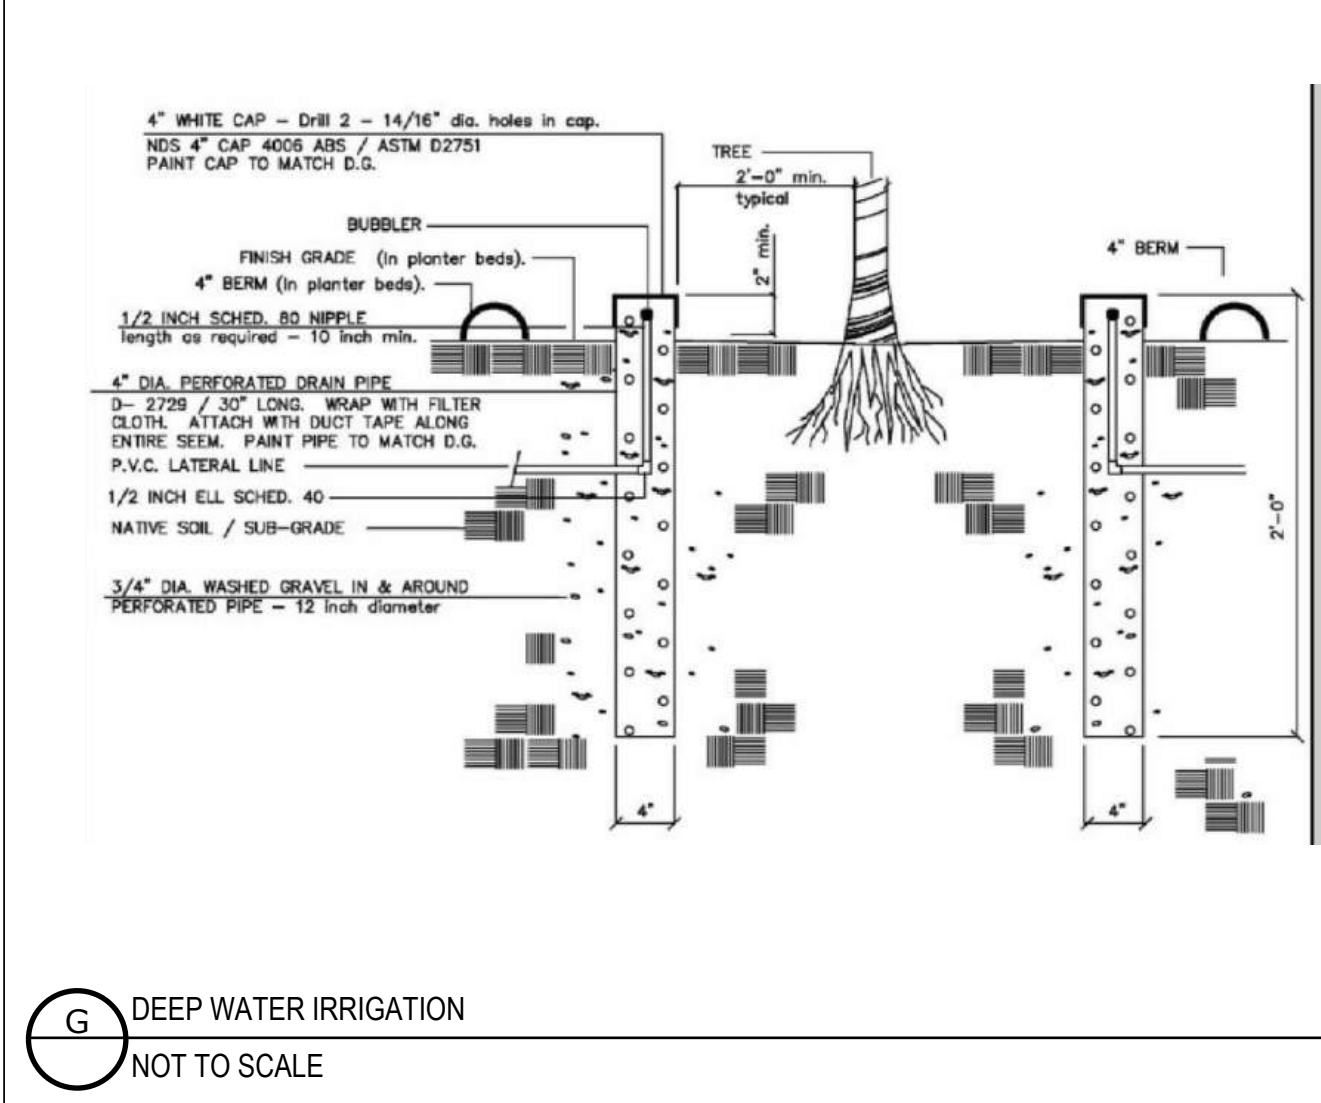 4" WHITE CAP - Drill 2 - 14/16" dia. holes in cap.
NDS 4" CAP 4006 ABS / ASTM D2751
PAINT CAP TO MATCH D.G.
TREE
2'-0" min.
typical
BUBBLER
2" min.
FINISH GRADE (in planter beds).
4" BERM (in planter beds).
4" BERM
1/2 INCH SCHED. 80 NIPPLE
length as required - 10 inch min.
4" DIA. PERFORATED DRAIN PIPE
D- 2729 / 30" LONG. WRAP WITH FILTER
CLOTH. ATTACH WITH DUCT TAPE ALONG
ENTIRE SEEM. PAINT PIPE TO MATCH D.G.
P.V.C. LATERAL LINE
1/2 INCH ELL SCHED. 40
NATIVE SOIL / SUB-GRADE
2'-0"
3/4" DIA. WASHED GRAVEL IN & AROUND
PERFORATED PIPE - 12 inch diameter
4"
4"
G
DEEP WATER IRRIGATION
NOT TO SCALE